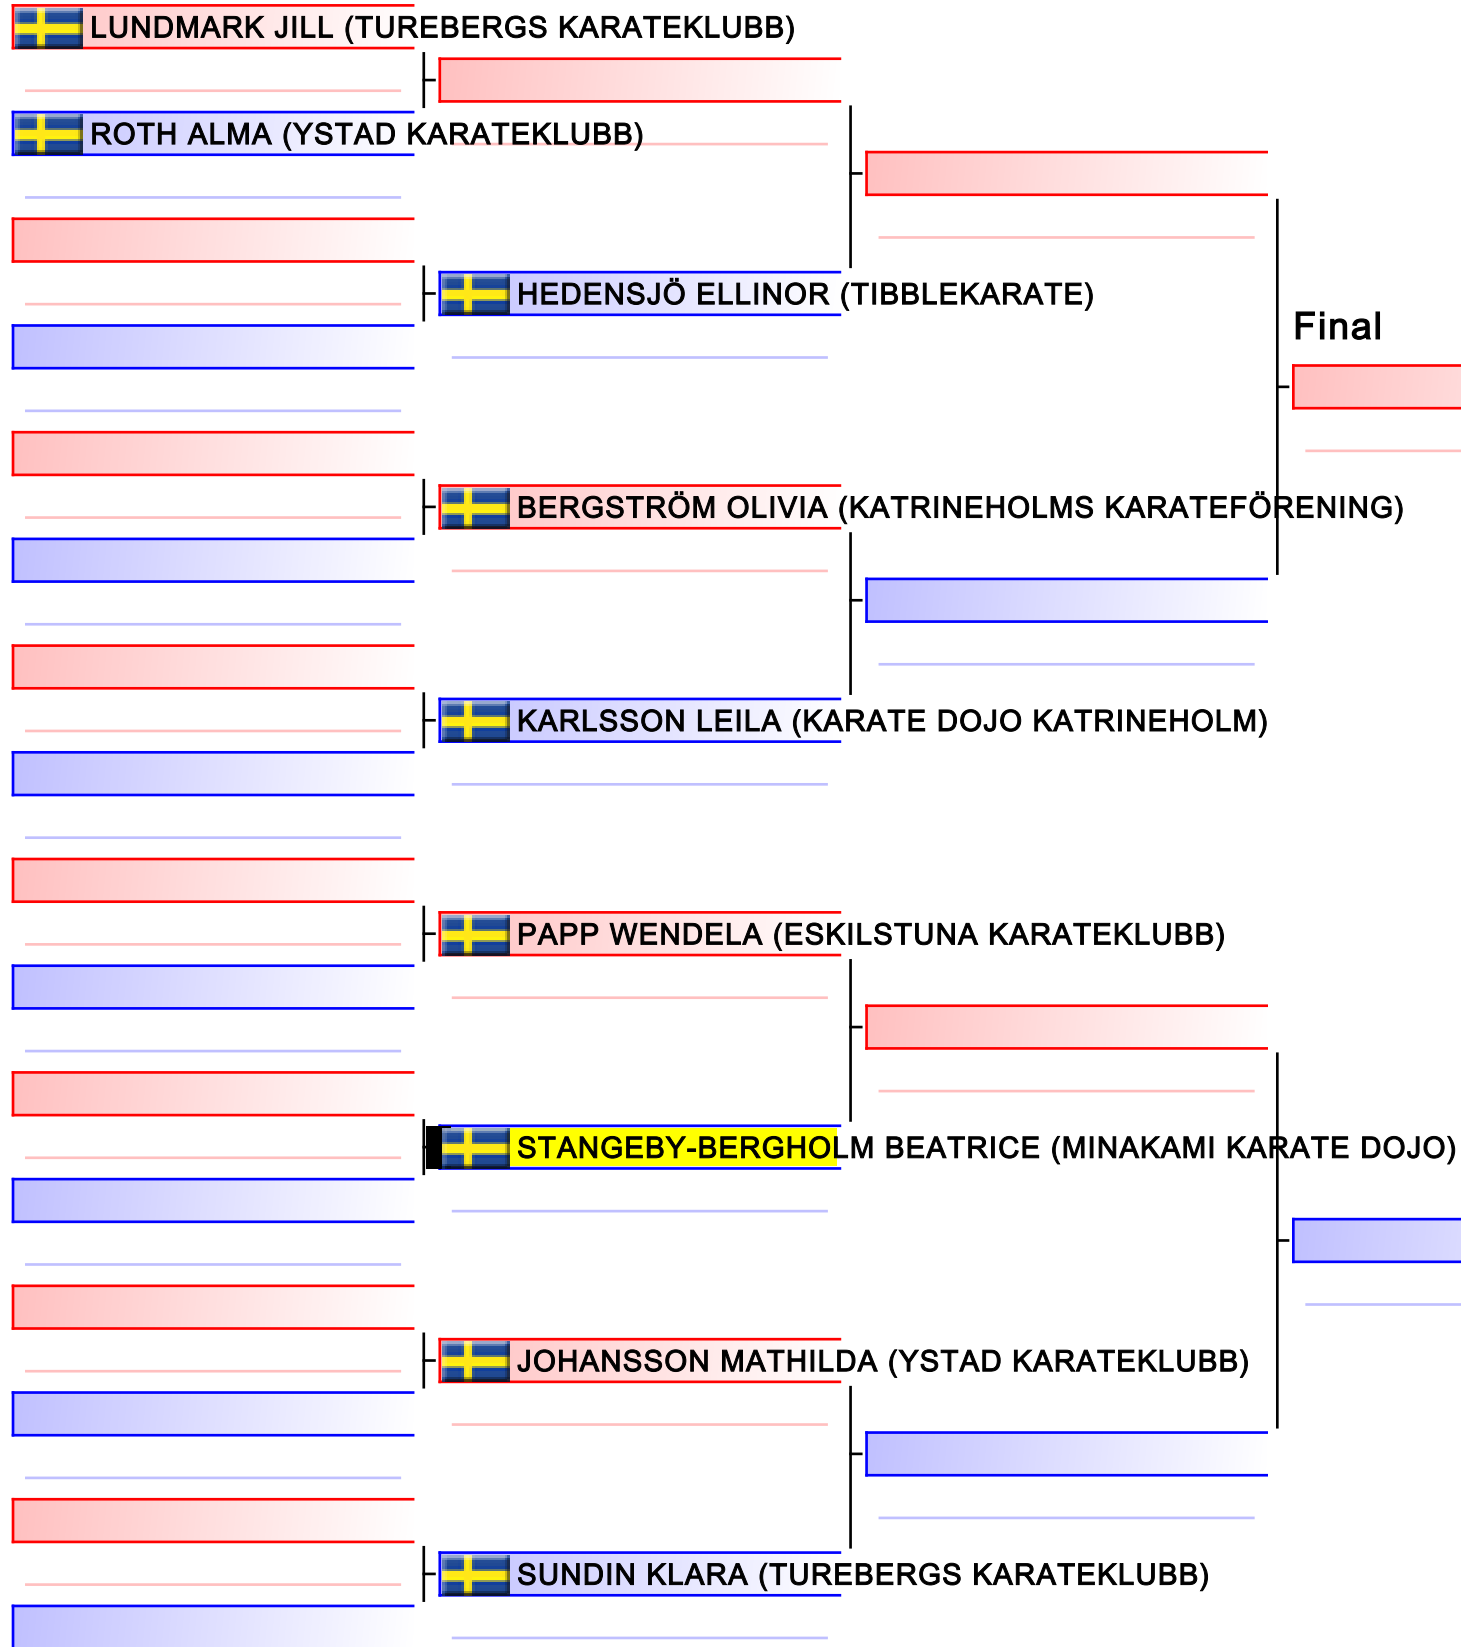 LUNDMARK JILL (TUREBERGS KARATEKLUBB)
ROTH ALMA (YSTAD KARATEKLUBB)
HEDENSJÖ ELLINOR (TIBBLEKARATE)
Final
BERGSTRÖM OLIVIA (KATRINEHOLMS KARATEFÖRENING)
KARLSSON LEILA (KARATE DOJO KATRINEHOLM)
PAPP WENDELA (ESKILSTUNA KARATEKLUBB)
STANGEBY-BERGHOLM BEATRICE (MINAKAMI KARATE DOJO)
JOHANSSON MATHILDA (YSTAD KARATEKLUBB)
SUNDIN KLARA (TUREBERGS KARATEKLUBB)